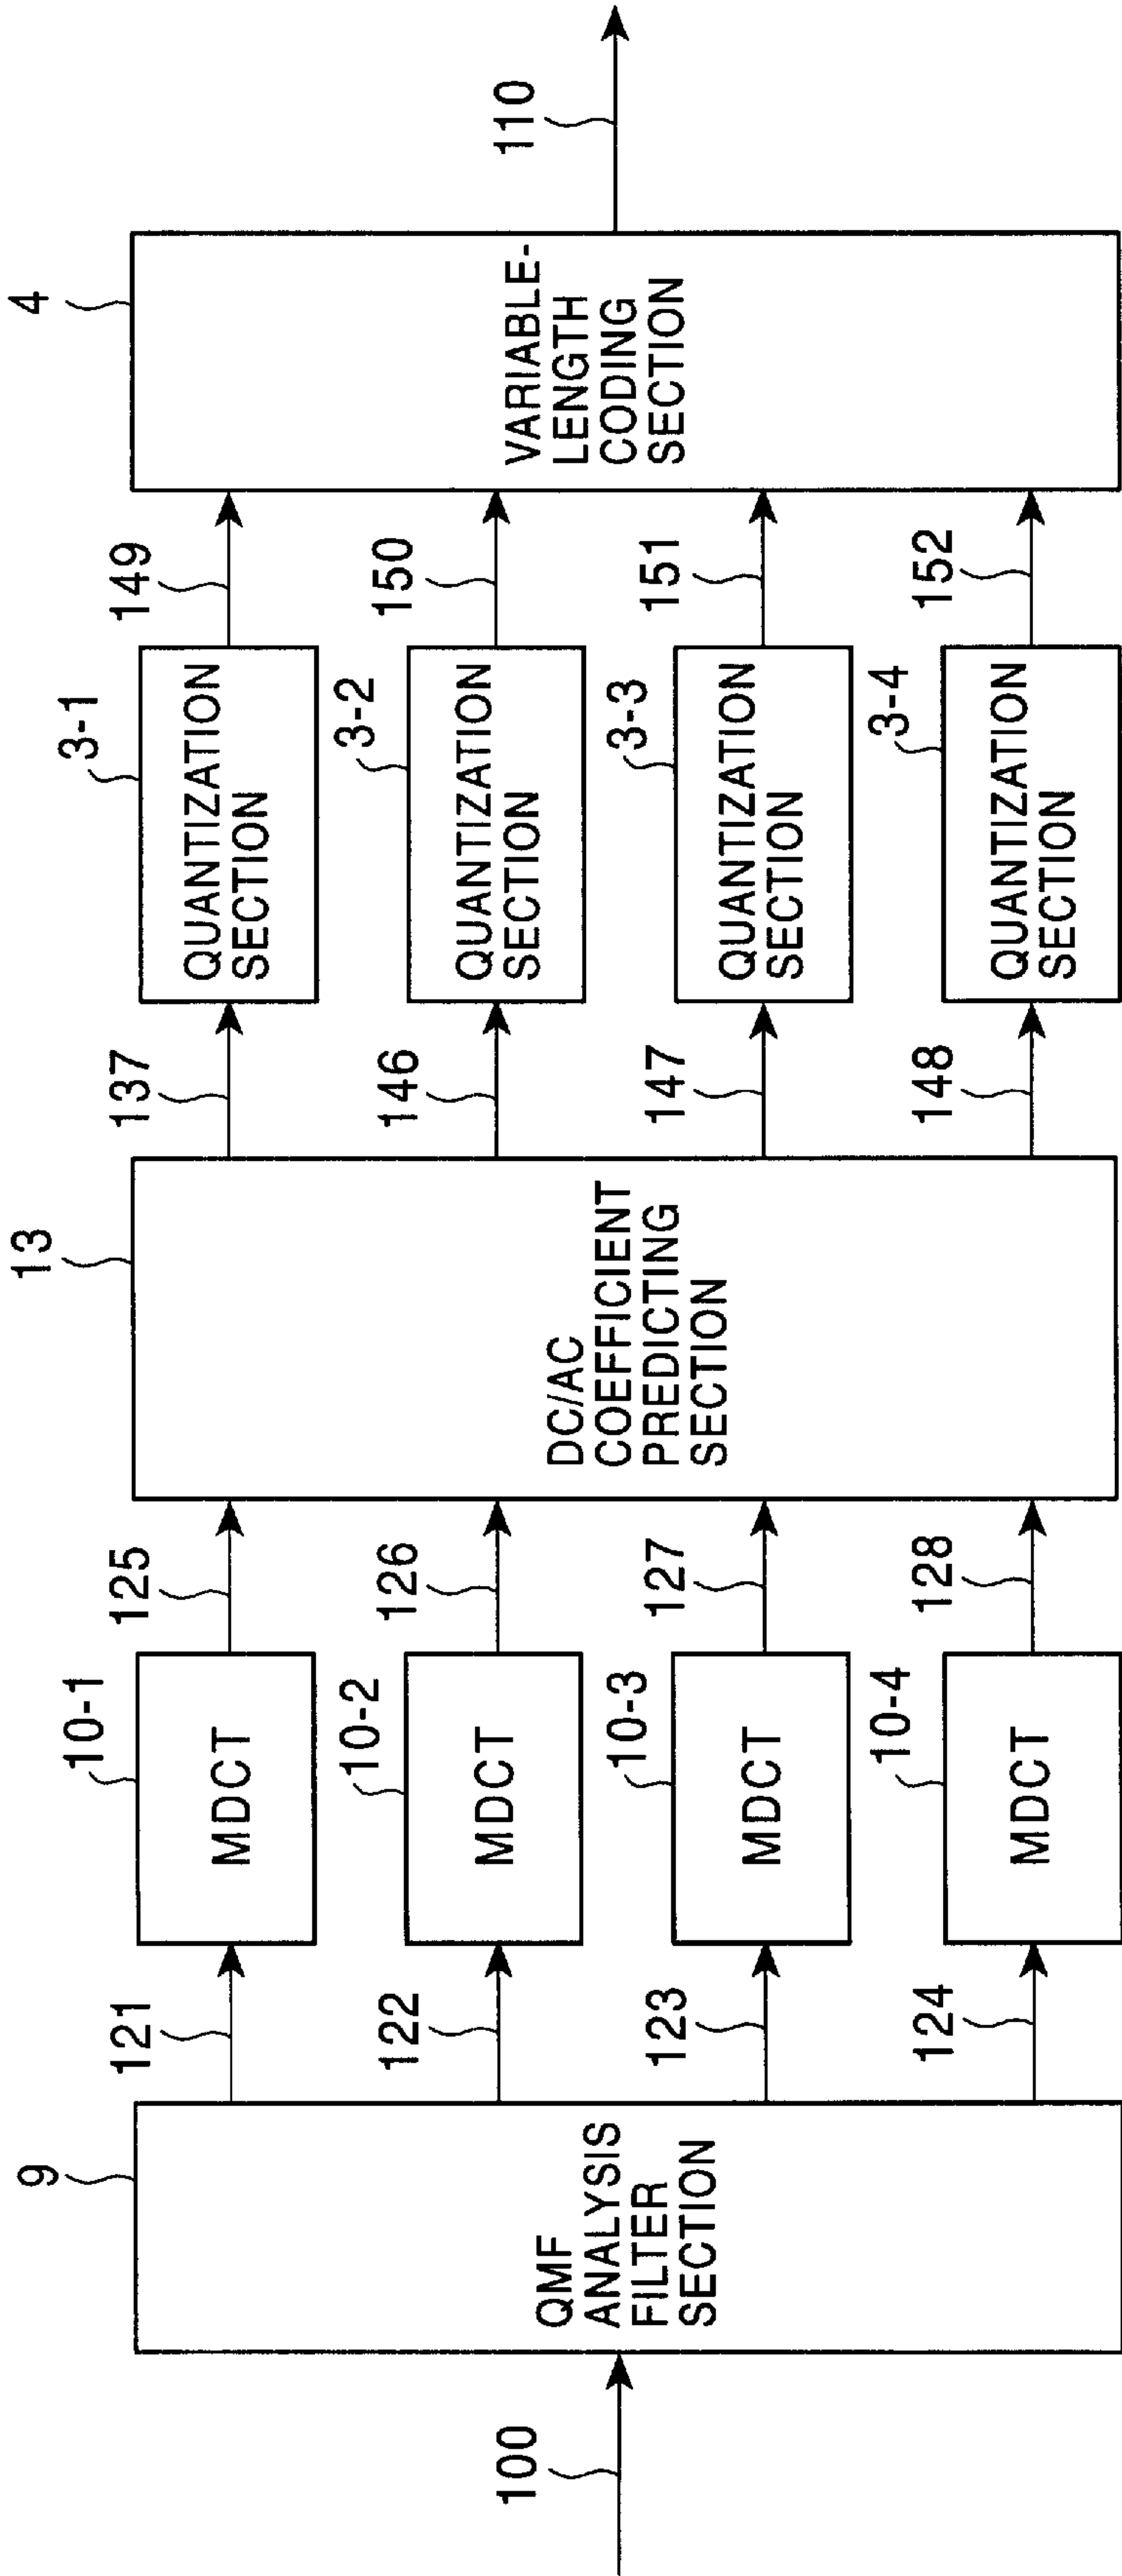 100
9
QMF
ANALYSIS
FILTER
SECTION
121
122
123
124
10-1
MDCT
10-2
MDCT
10-3
MDCT
10-4
MDCT
125
126
127
128
13
DC/AC
COEFFICIENT
PREDICTING
SECTION
137
146
147
148
3-1
QUANTIZATION
SECTION
3-2
QUANTIZATION
SECTION
3-3
QUANTIZATION
SECTION
3-4
QUANTIZATION
SECTION
149
150
151
152
4
VARIABLE-
LENGTH
CODING
SECTION
110